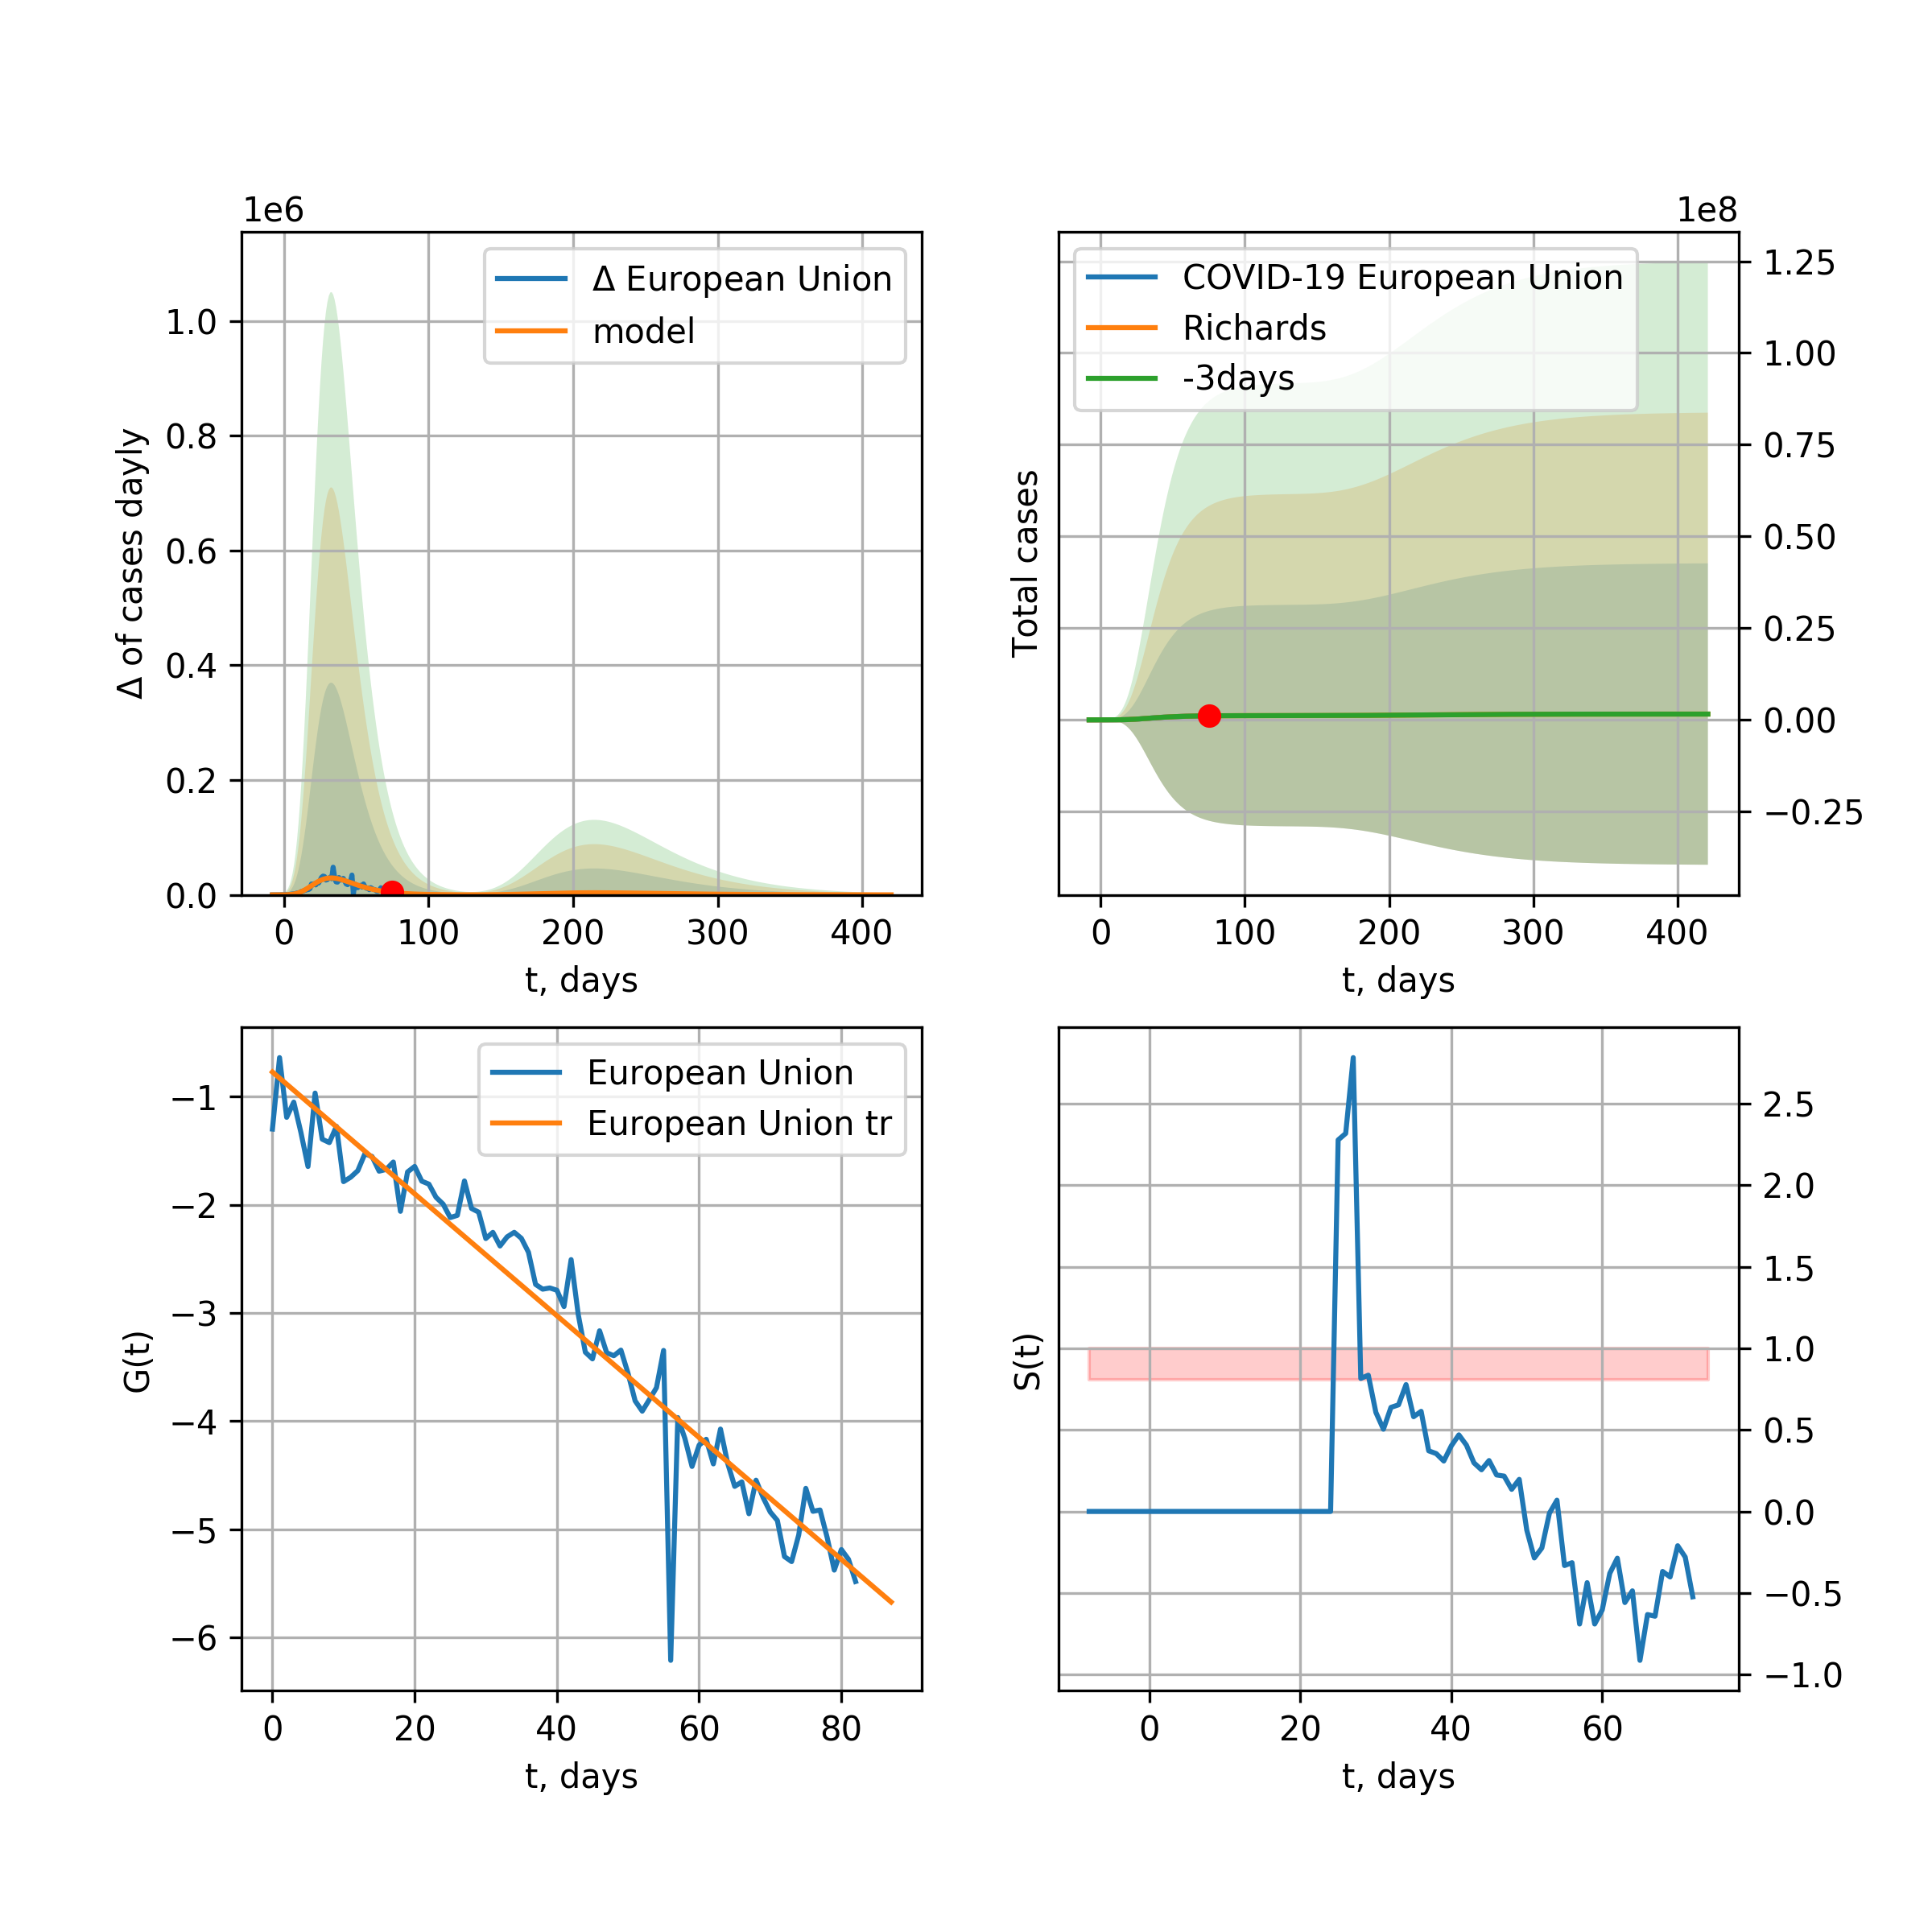 1e6
Δ European Union
model
1.0
0.8
0.6
0.4
0.2
0.0
Δ of cases dayly
0 100 200 300 400
t, days
1e8
COVID-19 European Union
Richards
-3days
1.25
1.00
0.75
0.50
0.25
0.00
−0.25
Total cases
0 100 200 300 400
t, days
European Union
European Union tr
−1
−2
−3
−4
−5
−6
G(t)
0 20 40 60 80
t, days
2.5
2.0
1.5
1.0
0.5
0.0
−0.5
−1.0
S(t)
0 20 40 60
t, days